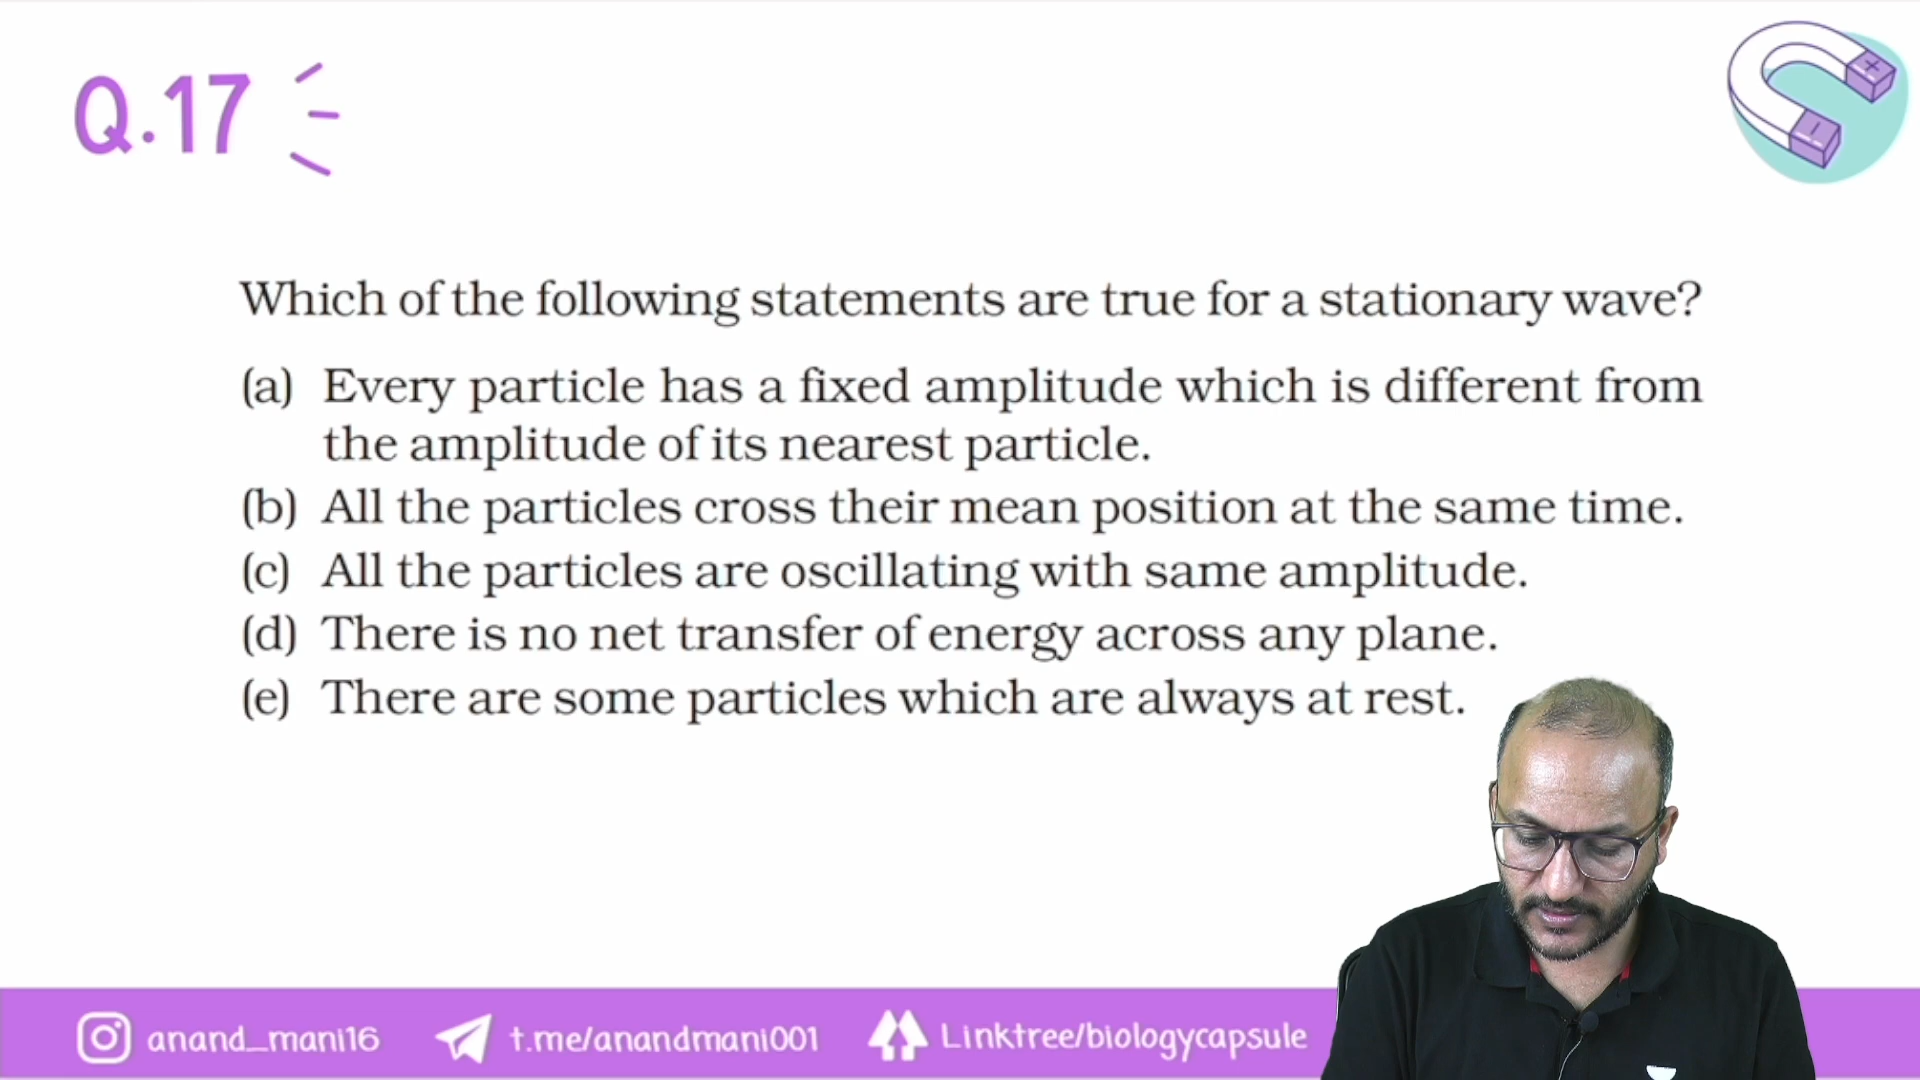 Q.17
Which of the following statements are true for a stationary wave?
(a) Every particle has a fixed amplitude which is different from
the amplitude of its nearest particle.
(b) All the particles cross their mean position at the same time.
(c) All the particles are oscillating with same amplitude.
(d) There is no net transfer of energy across any plane.
(e) There are some particles which are always at rest.
anand_mani16 t.me/anandmani001 Linktree/biologycapsule